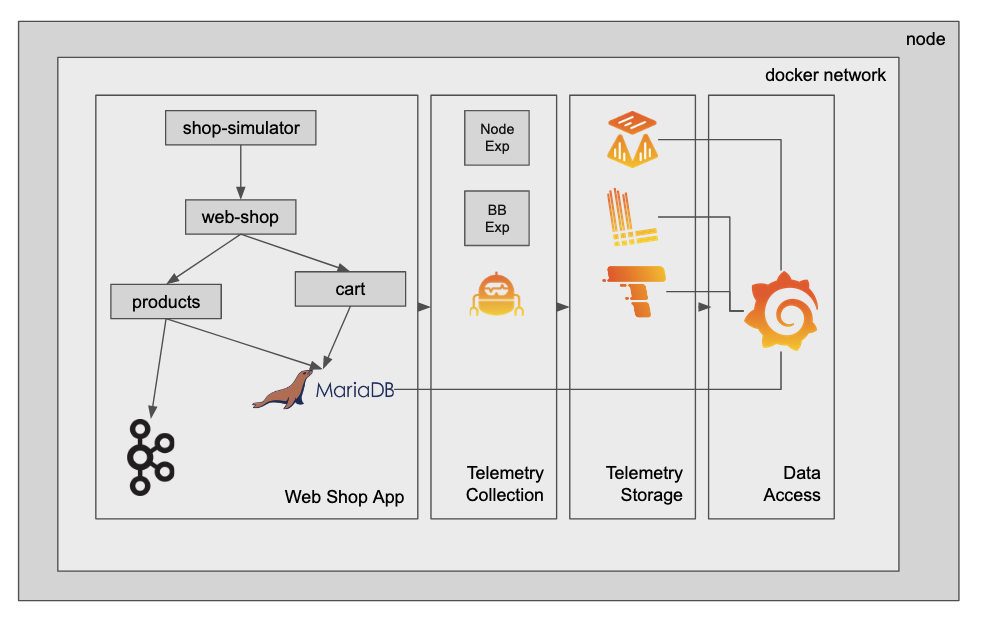 node
docker network
shop-simulator
web-shop
products
cart
MariaDB
Web Shop App
Node
Exp
BB
Exp
Telemetry
Collection
Telemetry
Storage
Data
Access